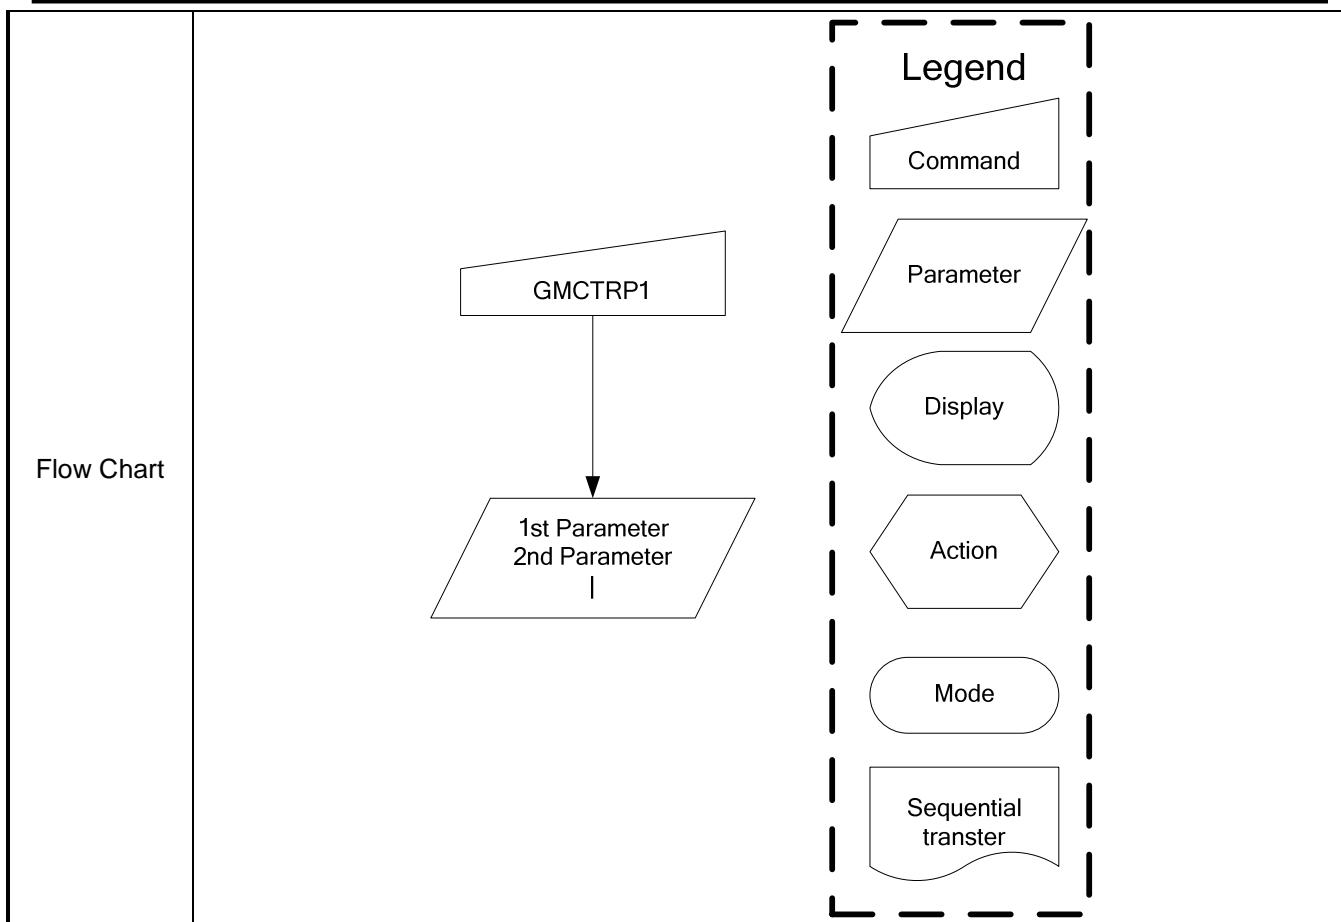 Flow Chart
GMCTRP1
1st Parameter
2nd Parameter
|
Legend
Command
Parameter
Display
Action
Mode
Sequential
transter